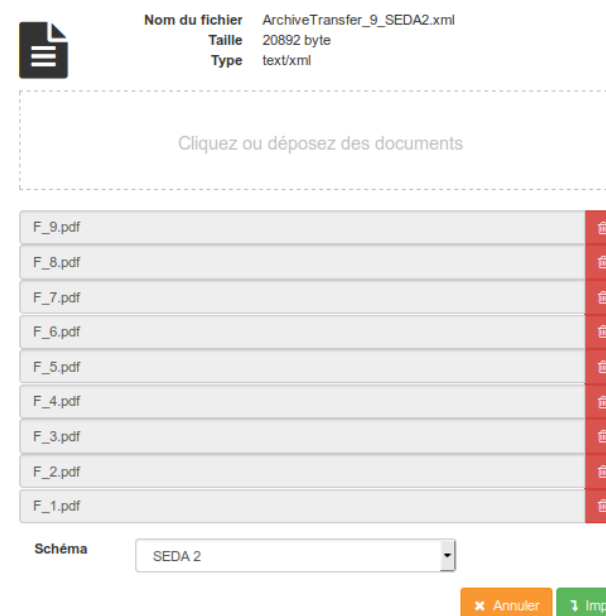 Nom du fichier ArchiveTransfer_9_SEDA2.xml
Taille 20892 byte
Type text/xml
Cliquez ou déposez des documents
F_9.pdf
F_8.pdf
F_7.pdf
F_6.pdf
F_5.pdf
F_4.pdf
F_3.pdf
F_2.pdf
F_1.pdf
Schéma SEDA 2
Annuler